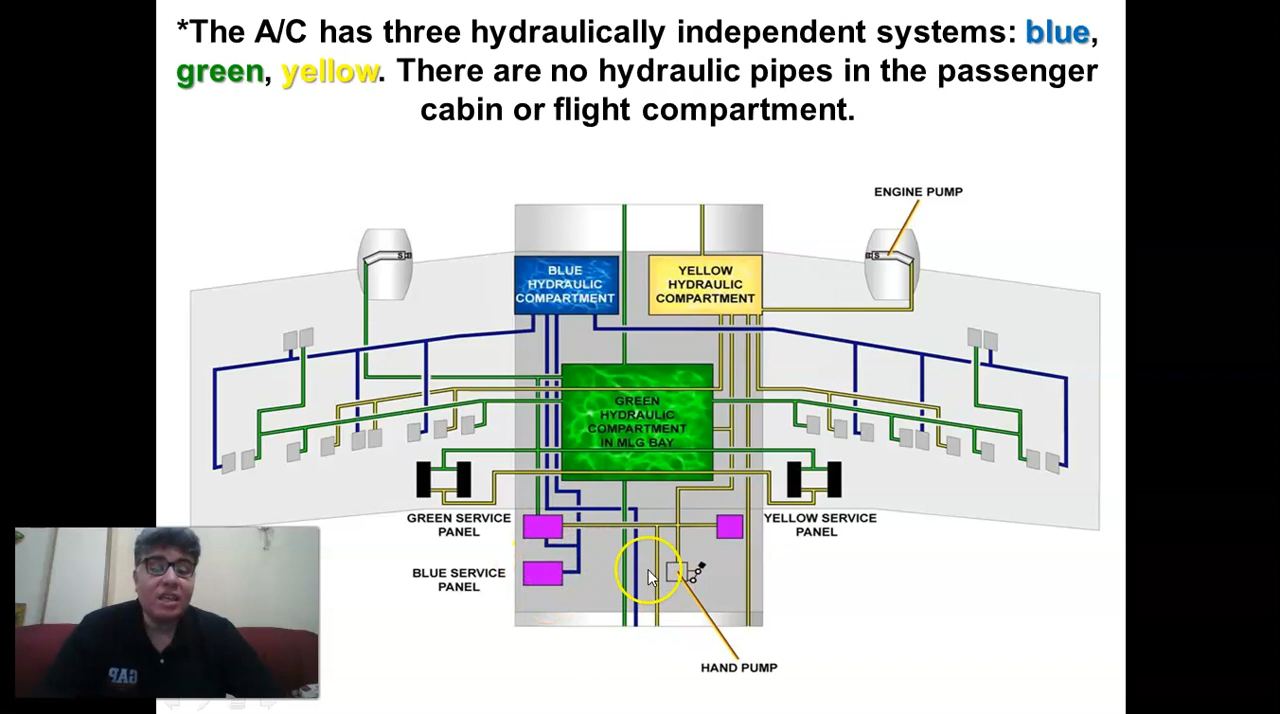 *The A/C has three hydraulically independent systems: blue,
green, yellow. There are no hydraulic pipes in the passenger
cabin or flight compartment.
ENGINE PUMP
S
S
BLUE
HYDRAULIC
COMPARTMENT
YELLOW
HYDRAULIC
COMPARTMENT
GREEN
HYDRAULIC
COMPARTMENT
IN MLG BAY
GREEN SERVICE
PANEL
YELLOW SERVICE
PANEL
BLUE SERVICE
PANEL
HAND PUMP
GAP